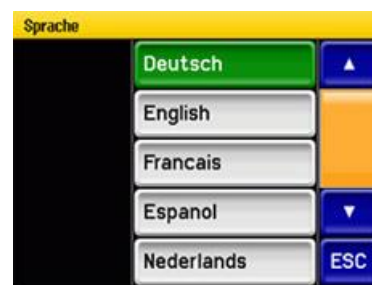 Sprache
Deutsch
▲
English
Francais
Espanol
▼
Nederlands
ESC